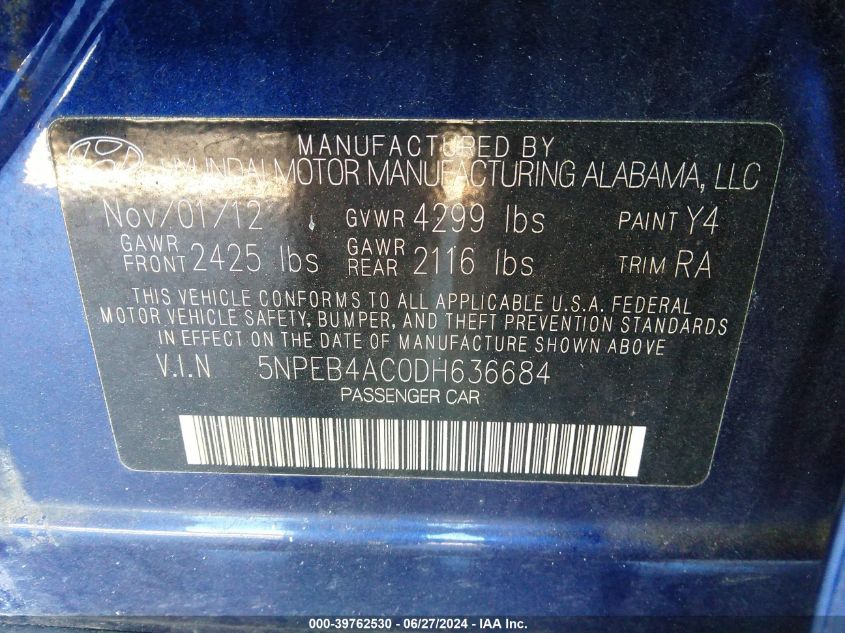 MANUFACTURED BY
HYUNDAI MOTOR MANUFACTURING ALABAMA, LLC
Nov/01/12 GVWR 4299 lbs PAINT Y4
GAWR FRONT 2425 lbs GAWR REAR 2116 lbs TRIM RA
THIS VEHICLE CONFORMS TO ALL APPLICABLE U.S.A. FEDERAL
MOTOR VEHICLE SAFETY, BUMPER, AND THEFT PREVENTION STANDARDS
IN EFFECT ON THE DATE OF MANUFACTURE SHOWN ABOVE
V.I.N 5NPEB4AC0DH636684
PASSENGER CAR
000-39762530 - 06/27/2024 - IAA Inc.